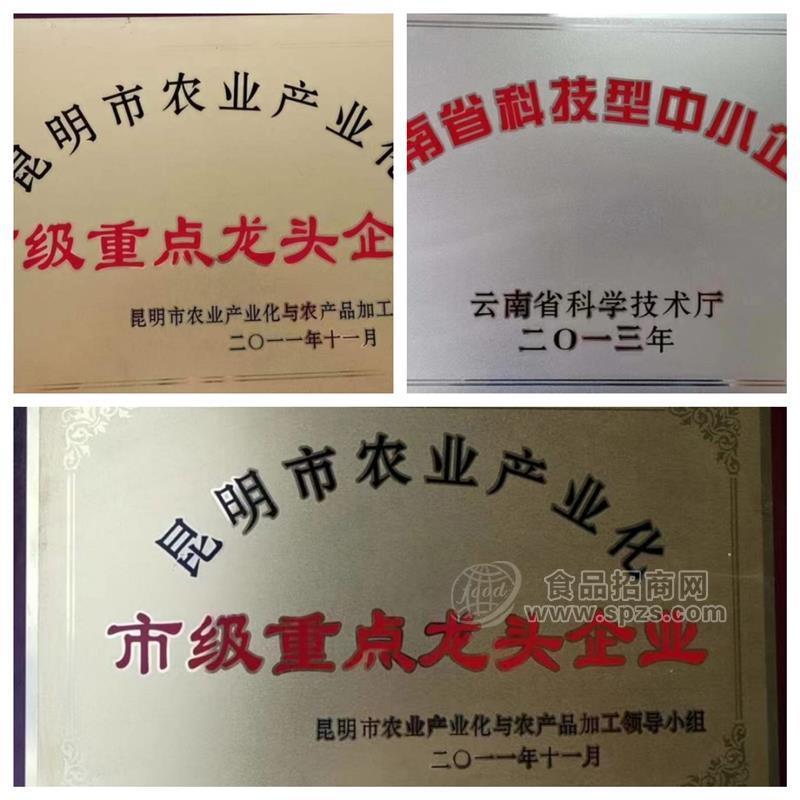 昆明市农业产业化
市级重点龙头企
昆明市农业产业化与农产品加工
二〇一一年十一月
南省科技型中小企
云南省科学技术厅
二〇一三年
昆明市农业产业化
市级重点龙头企业
昆明市农业产业化与农产品加工领导小组
二〇一一年十一月
食品招商网
www.spzs.com